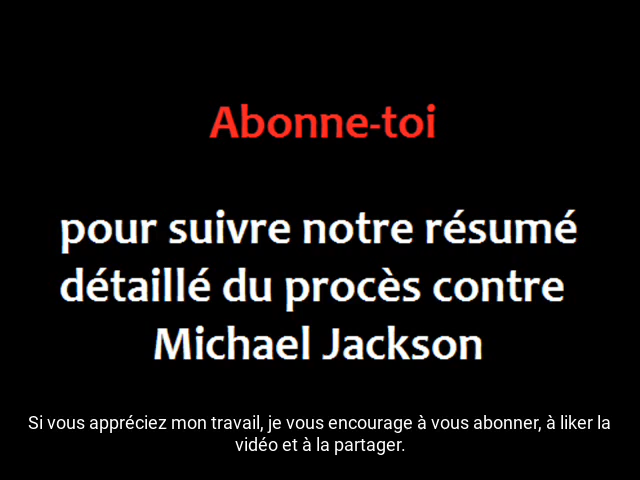 Abonne-toi
pour suivre notre résumé
détaillé du procès contre
Michael Jackson
Si vous appréciez mon travail, je vous encourage à vous abonner, à liker la
vidéo et à la partager.